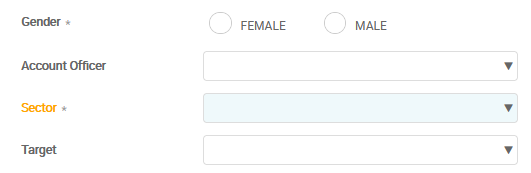 Gender * FEMALE MALE
Account Officer
Sector *
Target